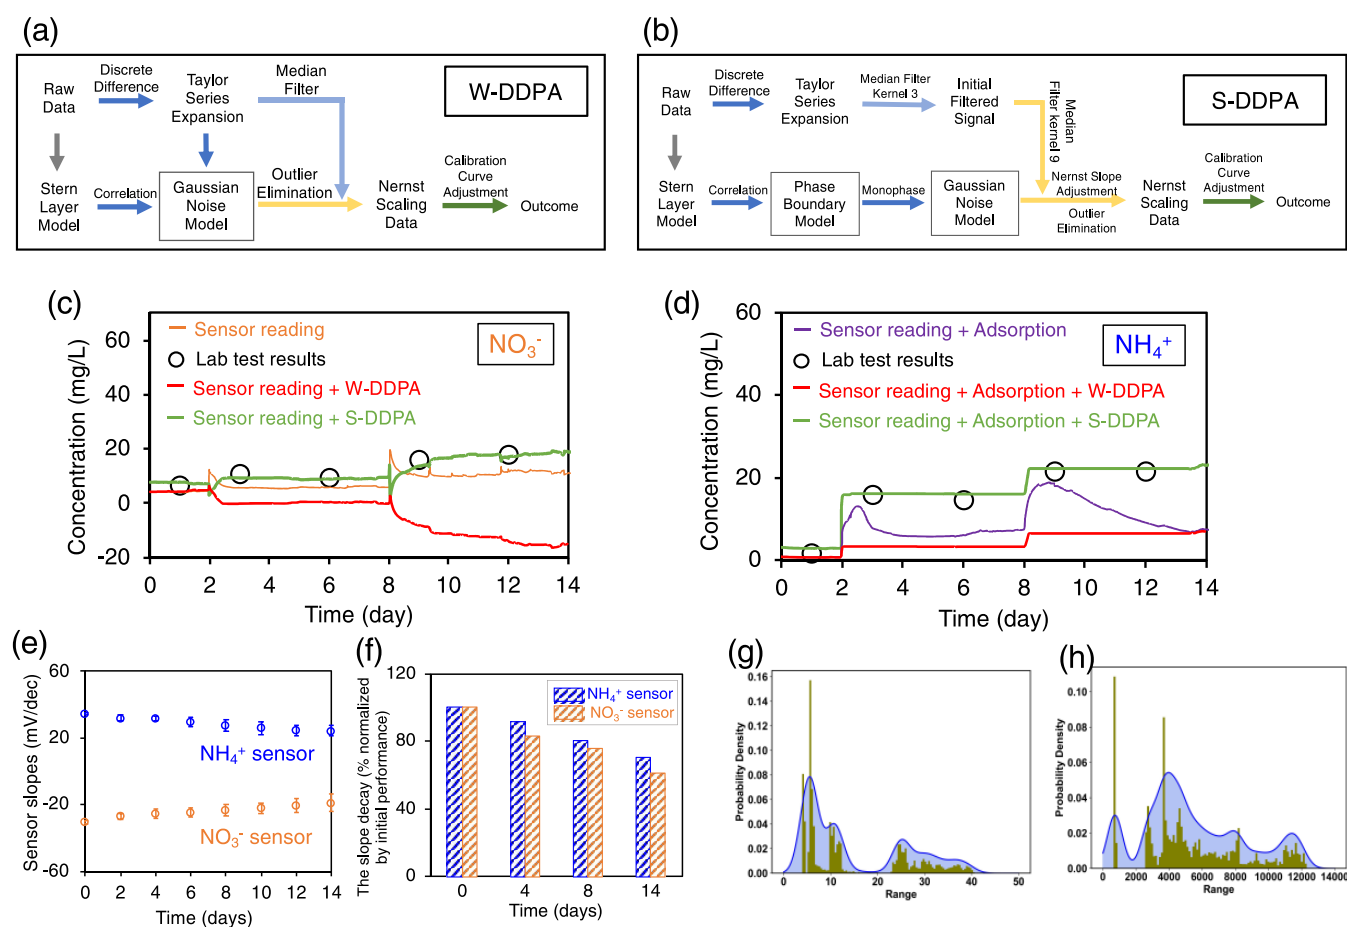 (a)
Raw
Data
Discrete
Difference
Taylor
Series
Expansion
Median
Filter
W-DDPA
Stern
Layer
Model
Correlation
Gaussian
Noise
Model
Outlier
Elimination
Nernst
Scaling
Data
Calibration
Curve
Adjustment
Outcome
(b)
Raw
Data
Discrete
Difference
Taylor
Series
Expansion
Median Filter
Kernel 3
Initial
Filtered
Signal
Median
Filter kernel 9
S-DDPA
Stern
Layer
Model
Correlation
Phase
Boundary
Model
Monophase
Gaussian
Noise
Model
Nernst Slope
Adjustment
Outlier
Elimination
Nernst
Scaling
Data
Calibration
Curve
Adjustment
Outcome
(c)
Concentration (mg/L)
60
40
20
0
-20
Sensor reading
Lab test results
Sensor reading + W-DDPA
Sensor reading + S-DDPA
NO₃⁻
0 2 4 6 8 10 12 14
Time (day)
(d)
Concentration (mg/L)
60
40
20
0
Sensor reading + Adsorption
Lab test results
Sensor reading + Adsorption + W-DDPA
Sensor reading + Adsorption + S-DDPA
NH₄⁺
0 2 4 6 8 10 12 14
Time (day)
(e)
Sensor slopes (mV/dec)
60
20
-20
-60
NH₄⁺ sensor
NO₃⁻ sensor
0 2 4 6 8 10 12 14
Time (days)
(f)
The slope decay (% normalized
by initial performance)
120
80
40
0
NH₄⁺ sensor
NO₃⁻ sensor
0 4 8 14
Time (days)
(g)
Probability Density
0.16
0.14
0.12
0.10
0.08
0.06
0.04
0.02
0.00
0 10 20 30 40 50
Range
(h)
Probability Density
0.10
0.08
0.06
0.04
0.02
0.00
0 2000 4000 6000 8000 10000 12000 14000
Range